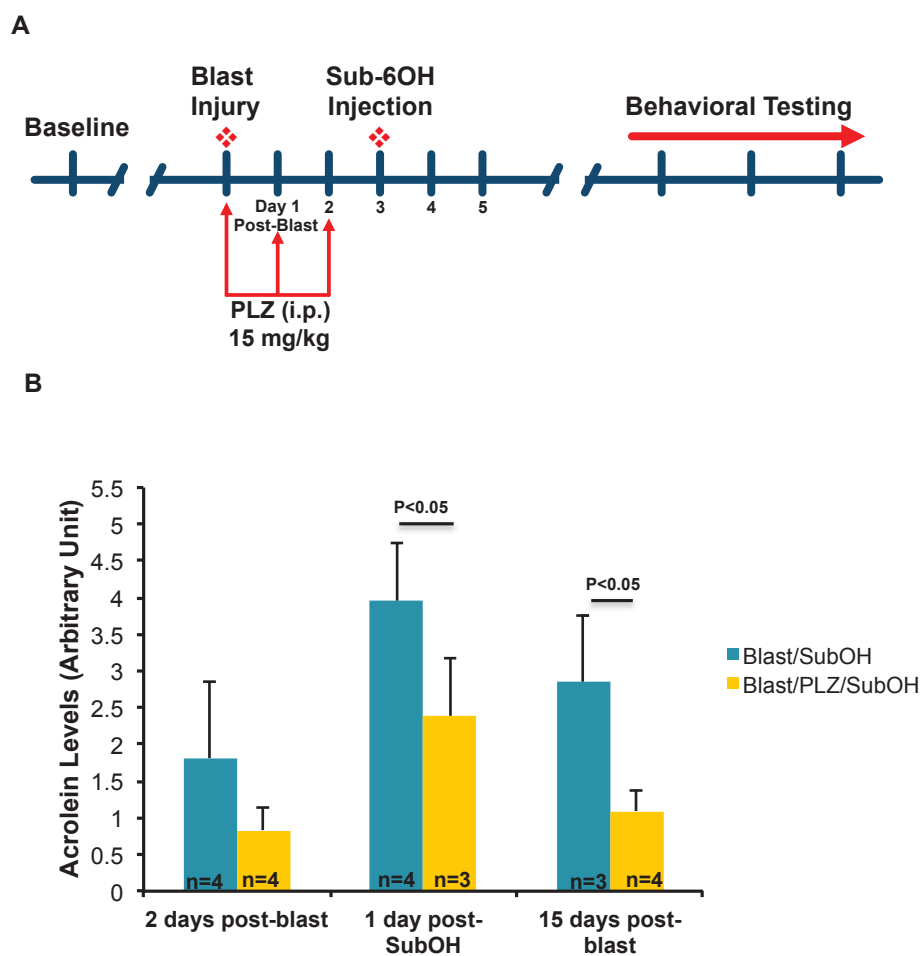 A
Blast
Injury
Sub-6OH
Injection
Baseline
Behavioral Testing
Day 1
Post-Blast
2
3
4
5
PLZ (i.p.)
15 mg/kg
B
Acrolein Levels (Arbitrary Unit)
5.5
5
4.5
4
3.5
3
2.5
2
1.5
1
0.5
0
P<0.05
P<0.05
n=4
n=4
n=4
n=3
n=3
n=4
2 days post-blast
1 day post-
SubOH
15 days post-
blast
Blast/SubOH
Blast/PLZ/SubOH